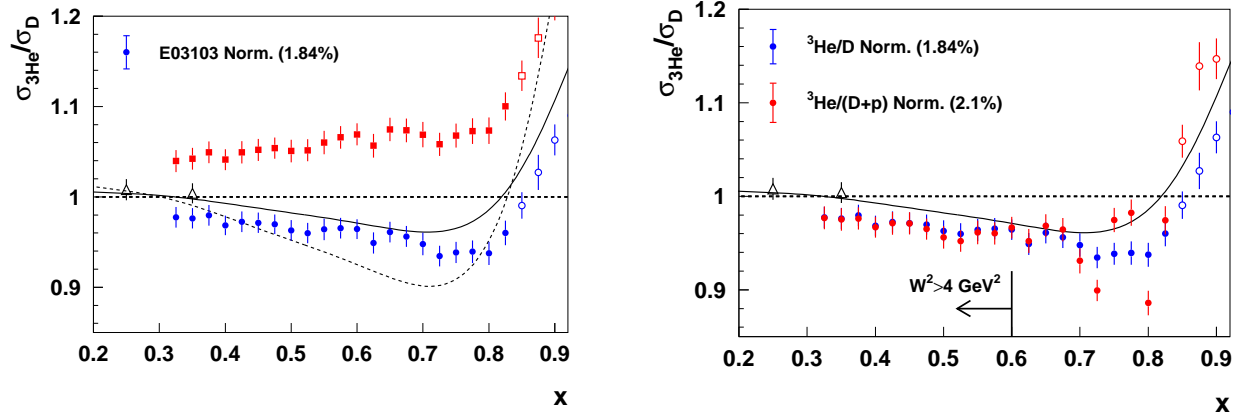 σ3He/σD
1.2
1.1
1
0.9
E03103 Norm. (1.84%)
0.2 0.3 0.4 0.5 0.6 0.7 0.8 0.9
x
σ3He/σD
1.2
1.1
1
0.9
³He/D Norm. (1.84%)
³He/(D+p) Norm. (2.1%)
W²>4 GeV²
0.2 0.3 0.4 0.5 0.6 0.7 0.8 0.9
x